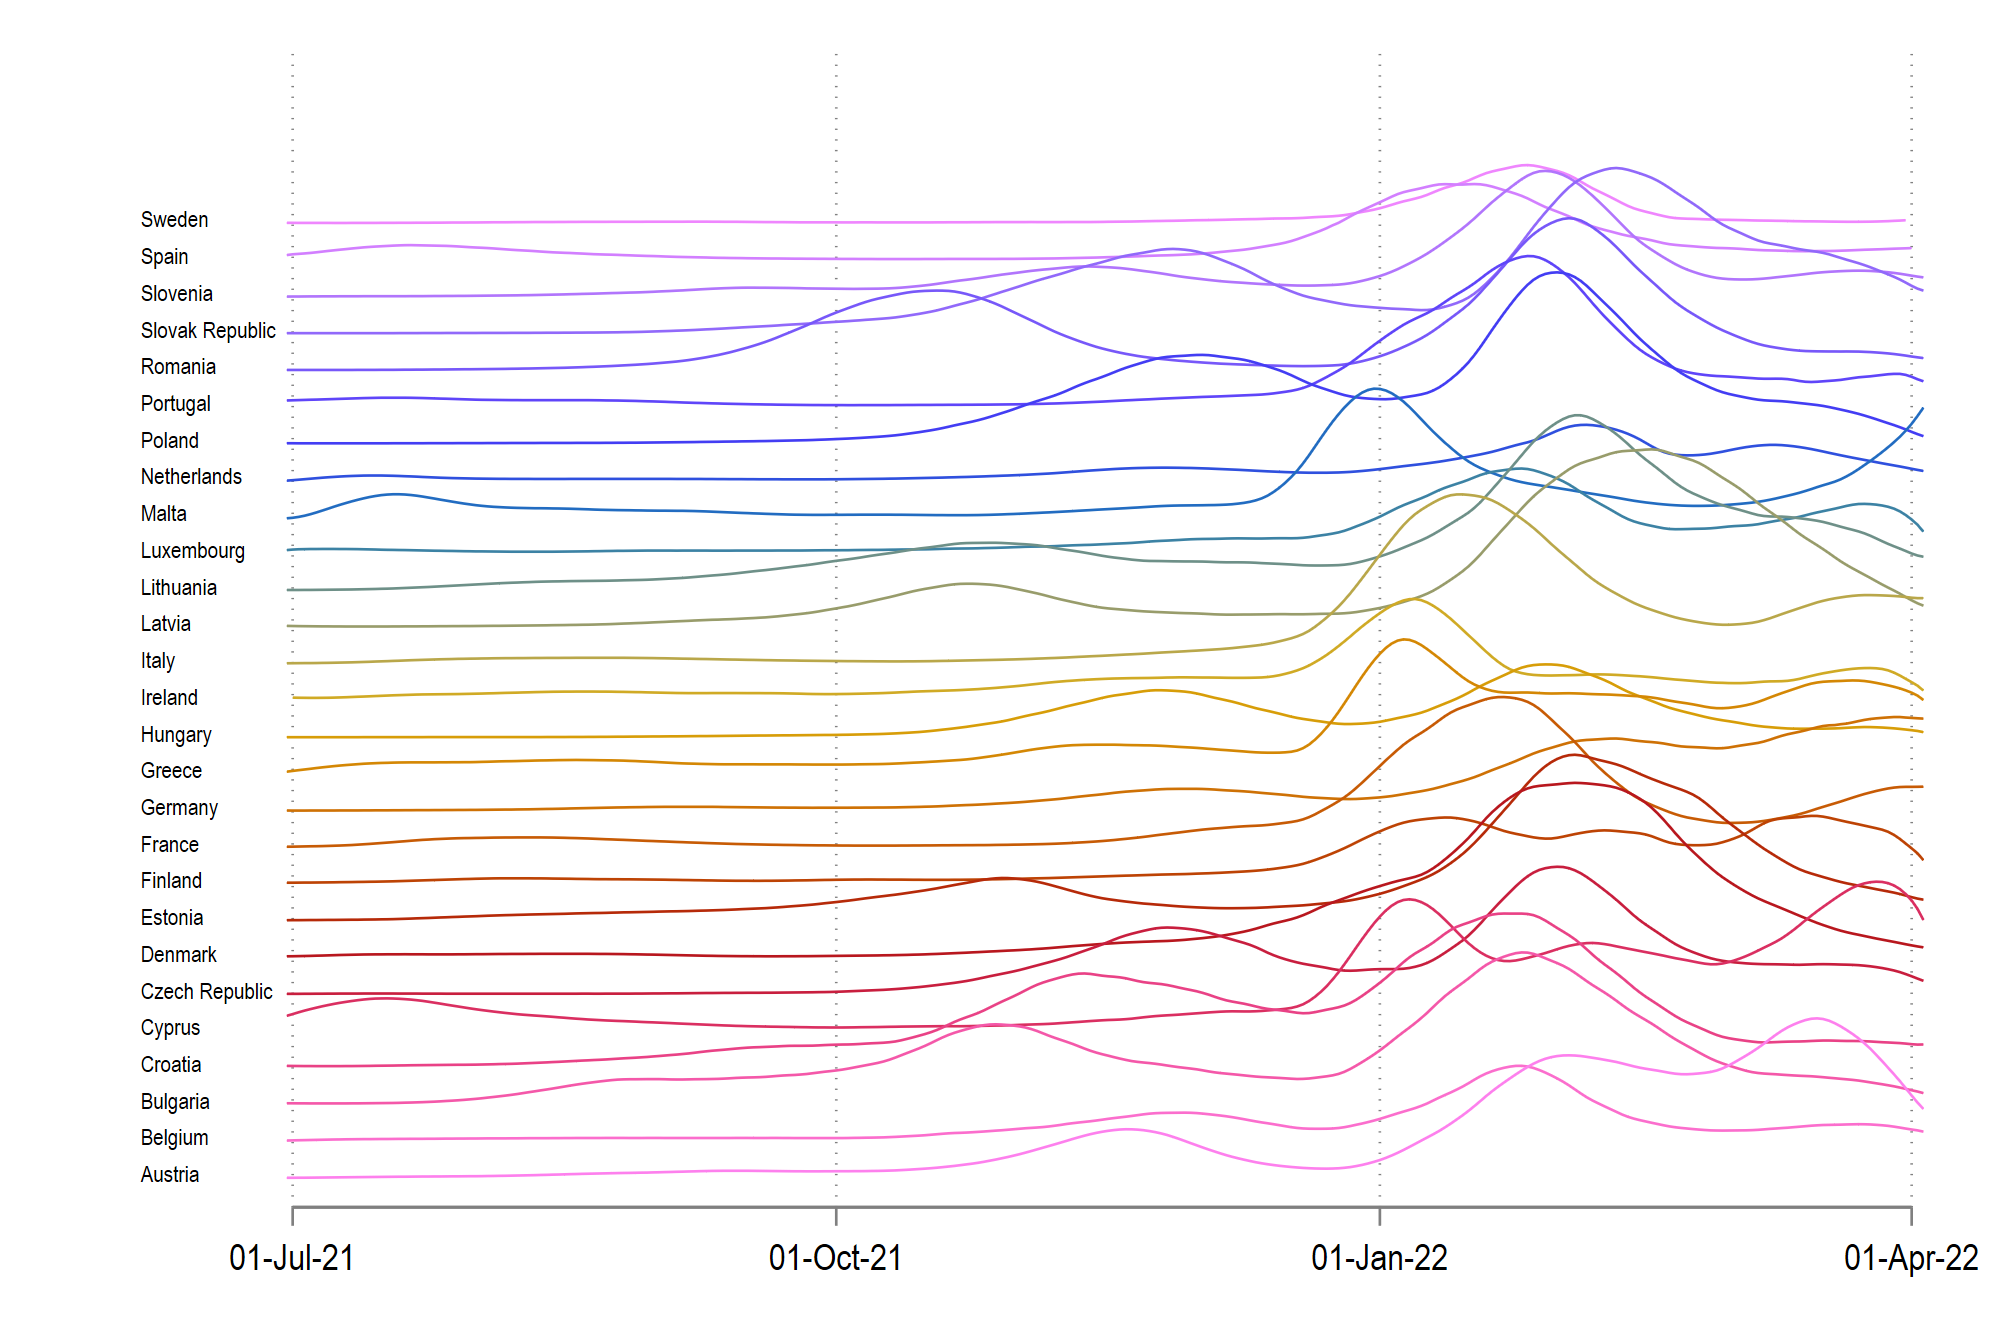 Sweden
Spain
Slovenia
Slovak Republic
Romania
Portugal
Poland
Netherlands
Malta
Luxembourg
Lithuania
Latvia
Italy
Ireland
Hungary
Greece
Germany
France
Finland
Estonia
Denmark
Czech Republic
Cyprus
Croatia
Bulgaria
Belgium
Austria
01-Jul-21 01-Oct-21 01-Jan-22 01-Apr-22